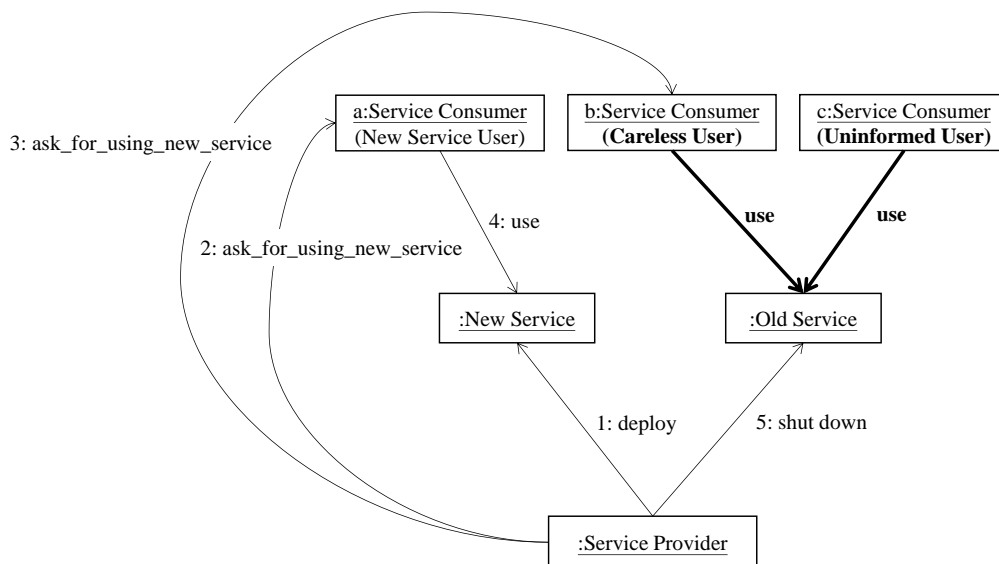 a:Service Consumer
(New Service User)
b:Service Consumer
(Careless User)
c:Service Consumer
(Uninformed User)
3: ask_for_using_new_service
2: ask_for_using_new_service
4: use
use
use
:New Service
:Old Service
1: deploy
5: shut down
:Service Provider